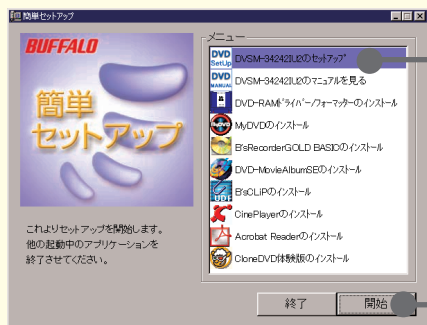 簡単セットアップ
BUFFALO
簡単
セットアップ
これよりセットアップを開始します。
他の起動中のアプリケーションを
終了させてください。
メニュー
DVD SetUp DVSM-34242IU2のセットアップ
DVD MANUAL DVSM-34242IU2のマニュアルを見る
DVD-RAMドライバー/フォーマッターのインストール
MyDVD MyDVDのインストール
B'sRecorderGOLD BASICのインストール
DVD-MovieAlbumSEのインストール
UDF B'sCLiPのインストール
CinePlayerのインストール
Acrobat Readerのインストール
CloneDVD体験版のインストール
終了
開始